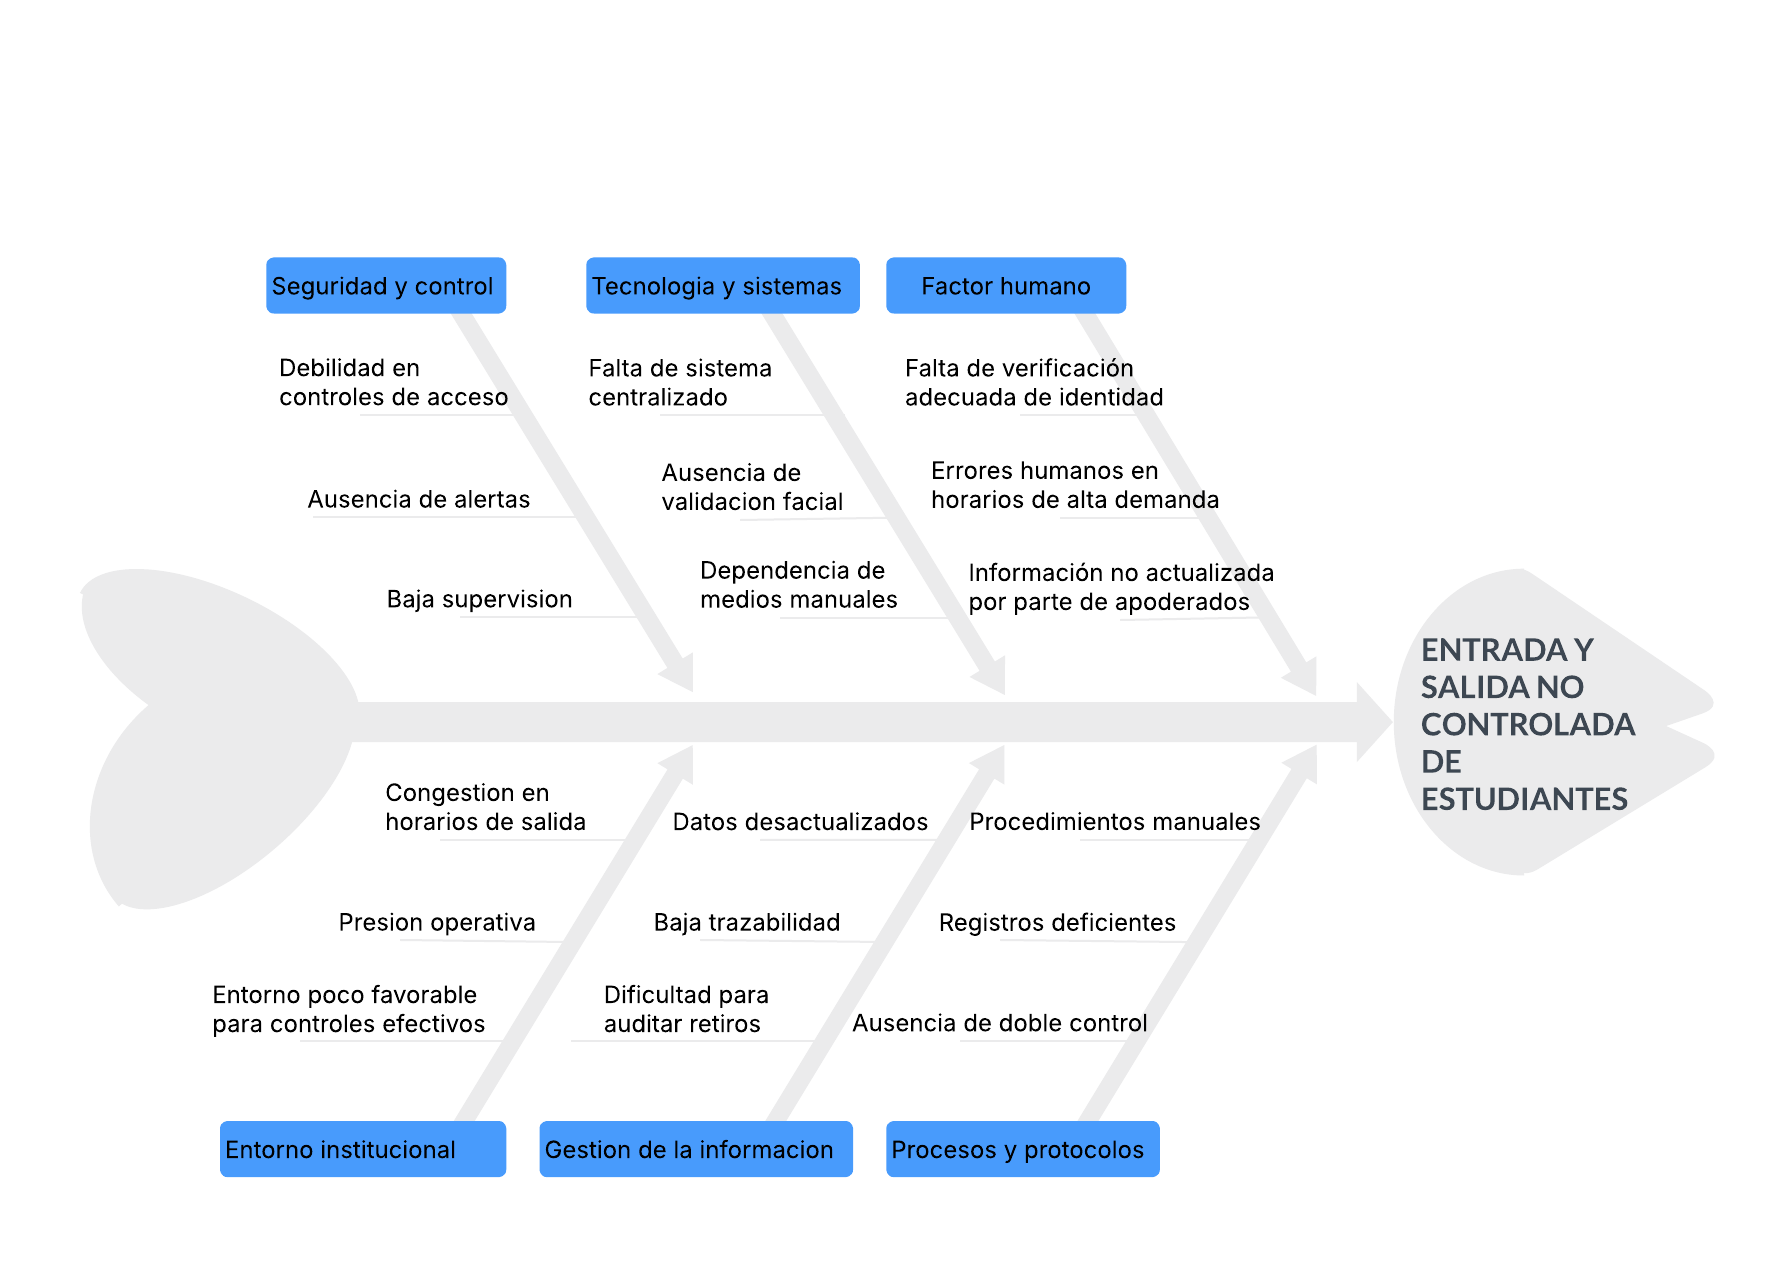 Seguridad y control
Tecnologia y sistemas
Factor humano
Debilidad en
controles de acceso
Falta de sistema
centralizado
Falta de verificación
adecuada de identidad
Ausencia de alertas
Ausencia de
validacion facial
Errores humanos en
horarios de alta demanda
Baja supervision
Dependencia de
medios manuales
Información no actualizada
por parte de apoderados
ENTRADA Y
SALIDA NO
CONTROLADA
DE
ESTUDIANTES
Congestion en
horarios de salida
Datos desactualizados
Procedimientos manuales
Presion operativa
Baja trazabilidad
Registros deficientes
Entorno poco favorable
para controles efectivos
Dificultad para
auditar retiros
Ausencia de doble control
Entorno institucional
Gestion de la informacion
Procesos y protocolos